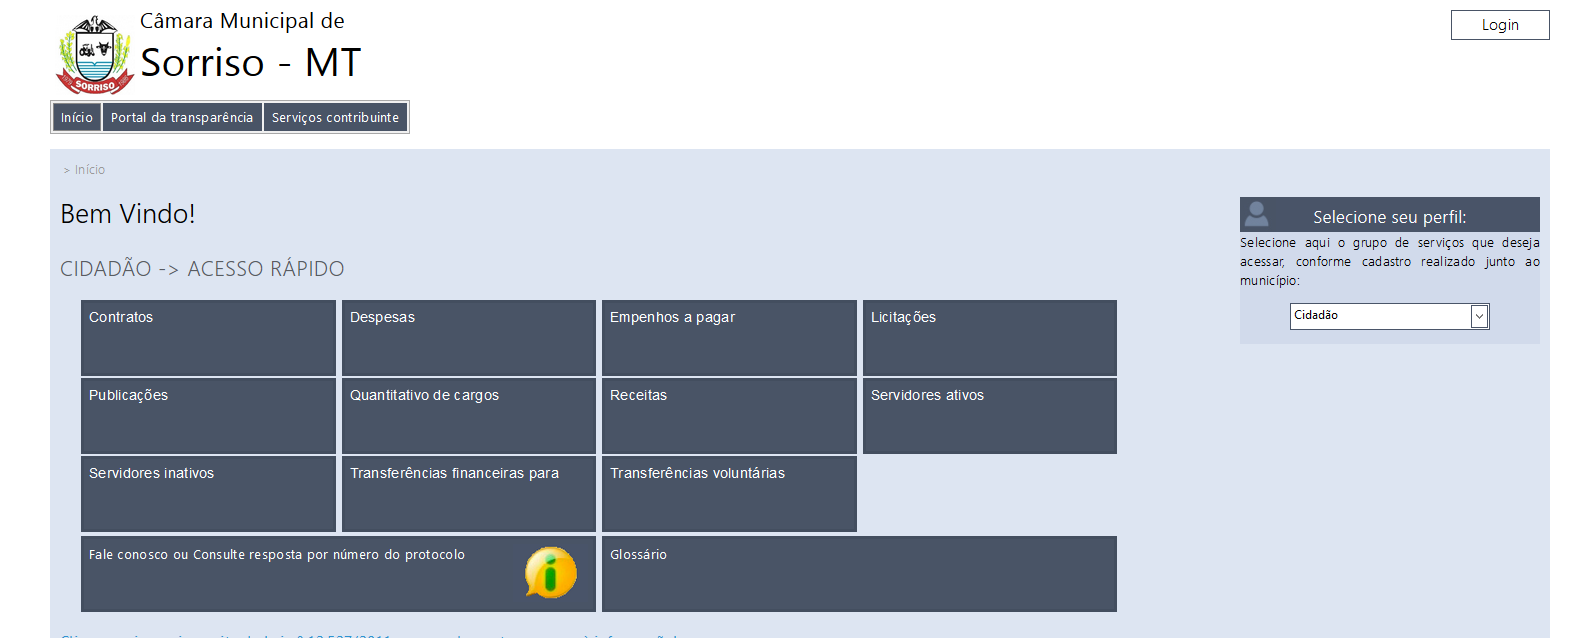 Câmara Municipal de
Sorriso - MT
SORRISO
Login
Início
Portal da transparência
Serviços contribuinte
> Início
Bem Vindo!
CIDADÃO -> ACESSO RÁPIDO
Contratos
Despesas
Empenhos a pagar
Licitações
Publicações
Quantitativo de cargos
Receitas
Servidores ativos
Servidores inativos
Transferências financeiras para
Transferências voluntárias
Fale conosco ou Consulte resposta por número do protocolo
Glossário
Selecione seu perfil:
Selecione aqui o grupo de serviços que deseja
acessar, conforme cadastro realizado junto ao
município:
Cidadão